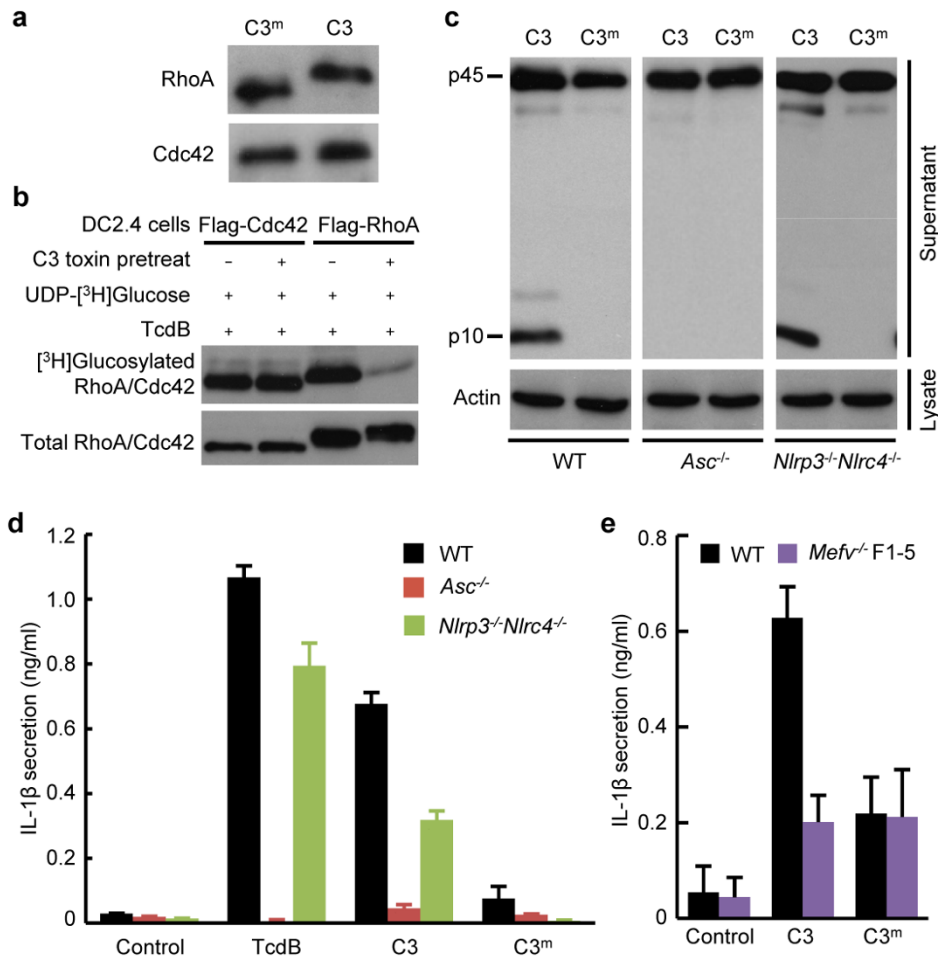 a
C3ᵐ C3
RhoA
Cdc42
b
DC2.4 cells Flag-Cdc42 Flag-RhoA
C3 toxin pretreat – + – +
UDP-[³H]Glucose + + + +
TcdB + + + +
[³H]Glucosylated
RhoA/Cdc42
Total RhoA/Cdc42
c
C3 C3ᵐ C3 C3ᵐ C3 C3ᵐ
p45
p10
Supernatant
Actin
Lysate
WT Asc⁻/⁻ Nlrp3⁻/⁻Nlrc4⁻/⁻
d
IL-1β secretion (ng/ml)
1.2
1.0
0.8
0.6
0.4
0.2
0
WT
Asc⁻/⁻
Nlrp3⁻/⁻Nlrc4⁻/⁻
Control TcdB C3 C3ᵐ
e
IL-1β secretion (ng/ml)
0.8
0.6
0.4
0.2
0
WT Mefv⁻/⁻ F1-5
Control C3 C3ᵐ